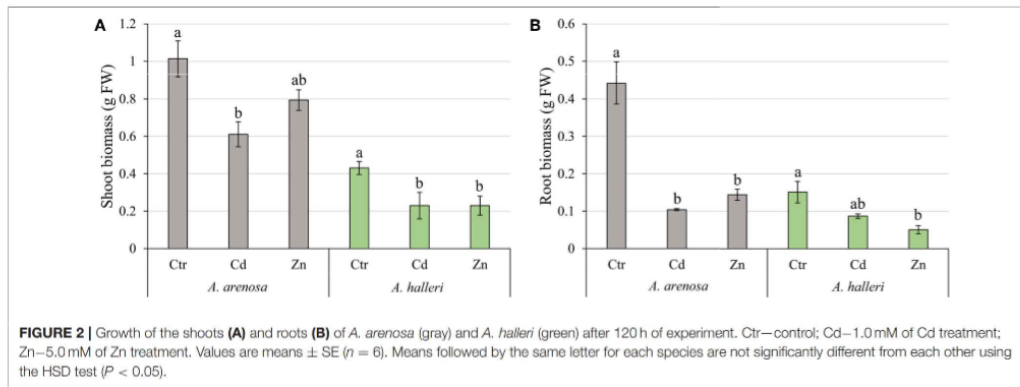 A
1.2
1
0.8
0.6
0.4
0.2
0
Shoot biomass (g FW)
a
b
ab
a
b
b
Ctr Cd Zn Ctr Cd Zn
A. arenosa A. halleri
B
0.6
0.5
0.4
0.3
0.2
0.1
0
Root biomass (g FW)
a
b
b
a
ab
b
Ctr Cd Zn Ctr Cd Zn
A. arenosa A. halleri
FIGURE 2 | Growth of the shoots (A) and roots (B) of A. arenosa (gray) and A. halleri (green) after 120 h of experiment. Ctr—control; Cd—1.0 mM of Cd treatment;
Zn—5.0 mM of Zn treatment. Values are means ± SE (n = 6). Means followed by the same letter for each species are not significantly different from each other using
the HSD test (P < 0.05).